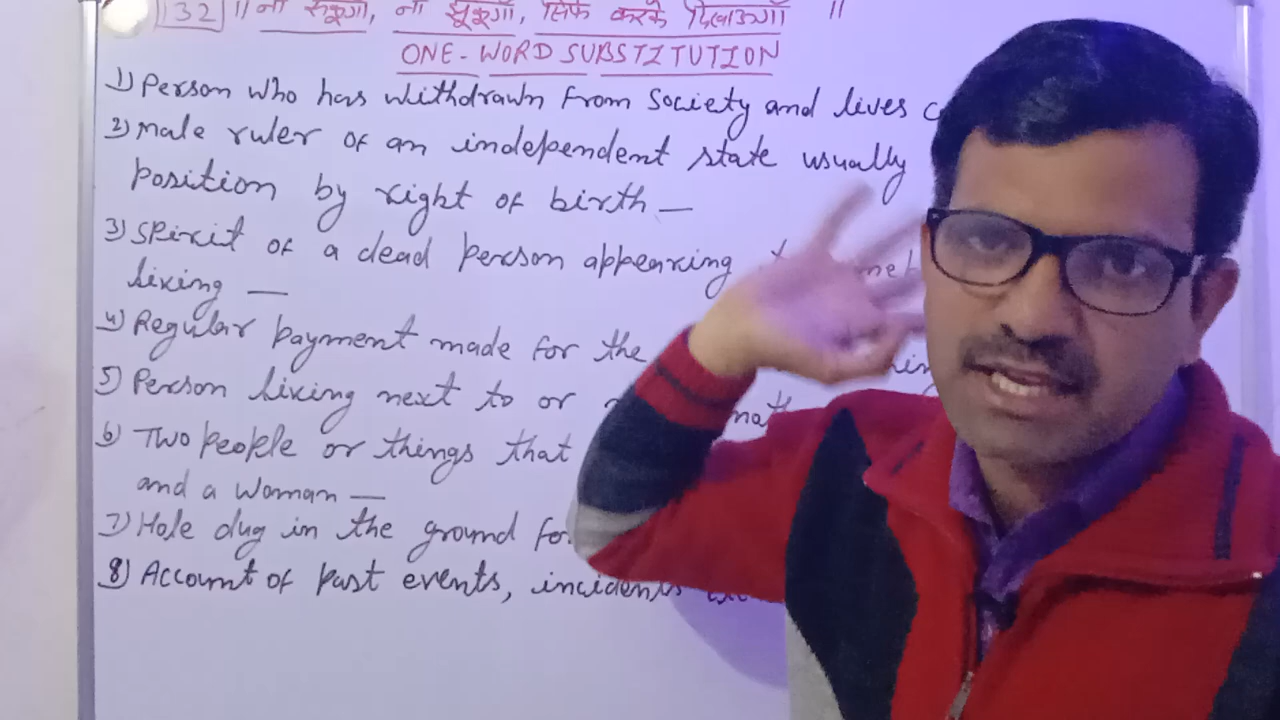 132 || ना रुकूगा, ना झुकूगाँ, सिर्फ करके दिखाऊगाँ ||
ONE-WORD SUBSTITUTION
1) Person who has withdrawn from society and lives
2) Male ruler of an independent state usually
position by right of birth —
3) Spirit of a dead person appearing
living —
4) Regular payment made for the
5) Person living next to or
6) Two people or things that
and a woman —
7) Hole dug in the ground for
8) Account of past events, incidents etc